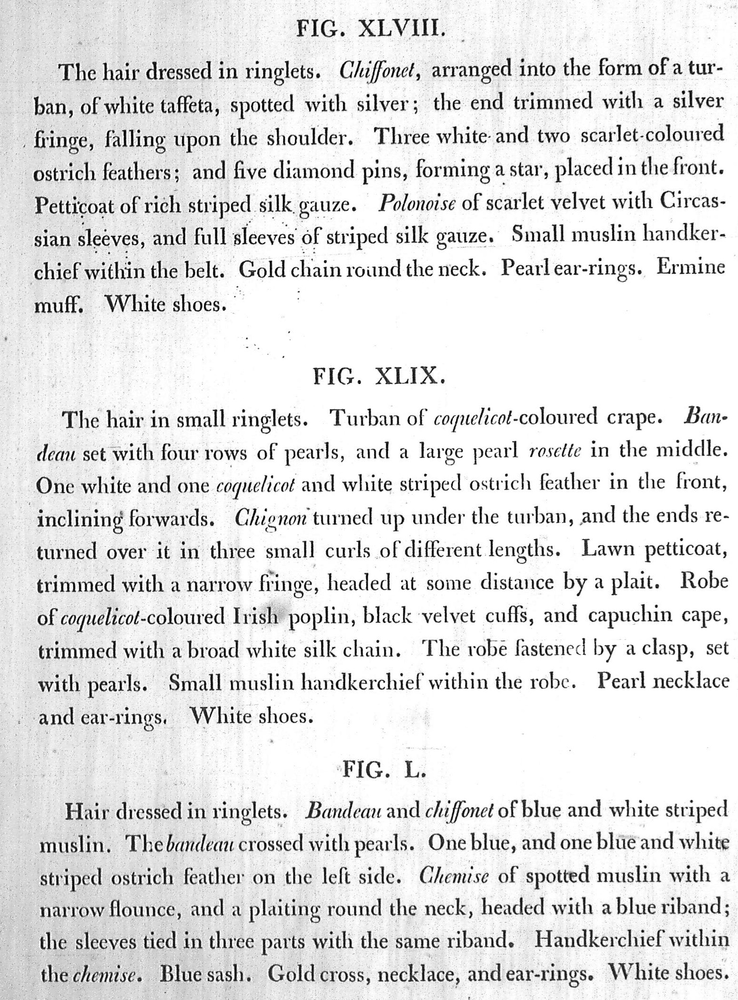 FIG. XLVIII.
The hair dressed in ringlets. Chiffonet, arranged into the form of a tur-
ban, of white taffeta, spotted with silver; the end trimmed with a silver
fringe, falling upon the shoulder. Three white and two scarlet-coloured
ostrich feathers; and five diamond pins, forming a star, placed in the front.
Petticoat of rich striped silk gauze. Polonoise of scarlet velvet with Circas-
sian sleeves, and full sleeves of striped silk gauze. Small muslin handker-
chief within the belt. Gold chain round the neck. Pearl ear-rings. Ermine
muff. White shoes.
FIG. XLIX.
The hair in small ringlets. Turban of coquelicot-coloured crape. Ban-
deau set with four rows of pearls, and a large pearl rosette in the middle.
One white and one coquelicot and white striped ostrich feather in the front,
inclining forwards. Chignon turned up under the turban, and the ends re-
turned over it in three small curls of different lengths. Lawn petticoat,
trimmed with a narrow fringe, headed at some distance by a plait. Robe
of coquelicot-coloured Irish poplin, black velvet cuffs, and capuchin cape,
trimmed with a broad white silk chain. The robe fastened by a clasp, set
with pearls. Small muslin handkerchief within the robe. Pearl necklace
and ear-rings. White shoes.
FIG. L.
Hair dressed in ringlets. Bandeau and chiffonet of blue and white striped
muslin. The bandeau crossed with pearls. One blue, and one blue and white
striped ostrich feather on the left side. Chemise of spotted muslin with a
narrow flounce, and a plaiting round the neck, headed with a blue riband;
the sleeves tied in three parts with the same riband. Handkerchief within
the chemise. Blue sash. Gold cross, necklace, and ear-rings. White shoes.